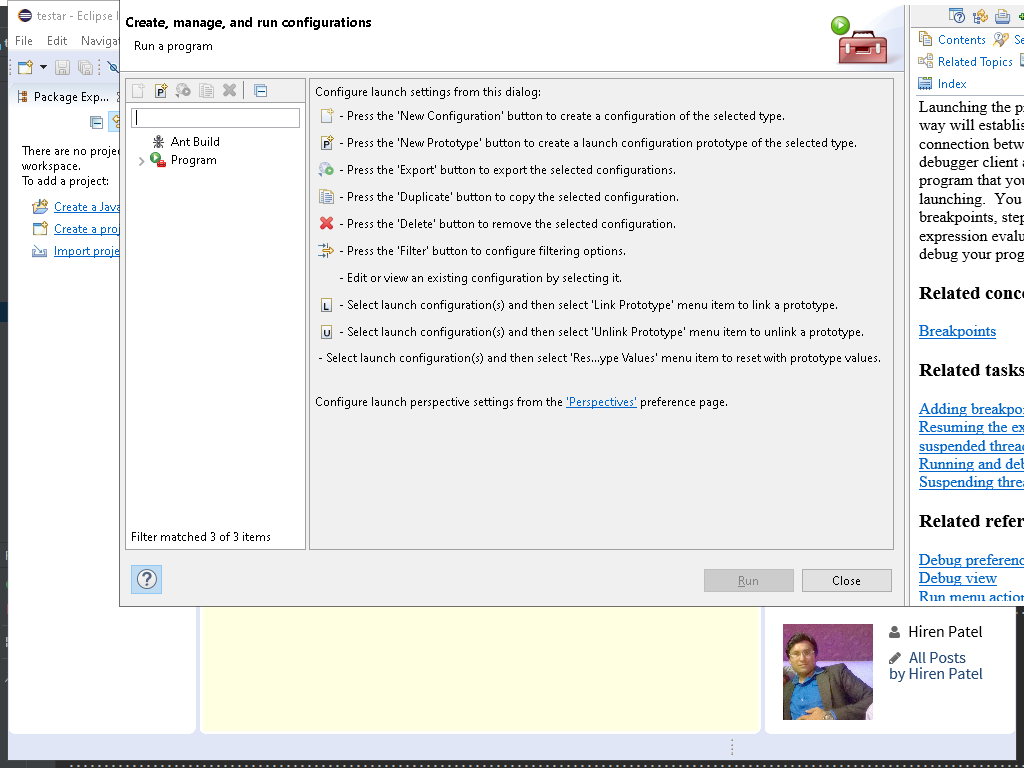 testar - Eclipse I
File Edit Naviga
Package Exp...
There are no proje
workspace.
To add a project:
Create a Java
Create a proj
Import proje
Create, manage, and run configurations
Run a program
Ant Build
Program
Filter matched 3 of 3 items
Configure launch settings from this dialog:
- Press the 'New Configuration' button to create a configuration of the selected type.
- Press the 'New Prototype' button to create a launch configuration prototype of the selected type.
- Press the 'Export' button to export the selected configurations.
- Press the 'Duplicate' button to copy the selected configuration.
- Press the 'Delete' button to remove the selected configuration.
- Press the 'Filter' button to configure filtering options.
- Edit or view an existing configuration by selecting it.
L - Select launch configuration(s) and then select 'Link Prototype' menu item to link a prototype.
U - Select launch configuration(s) and then select 'Unlink Prototype' menu item to unlink a prototype.
- Select launch configuration(s) and then select 'Res...ype Values' menu item to reset with prototype values.
Configure launch perspective settings from the 'Perspectives' preference page.
Run Close
Contents Se
Related Topics
Index
Launching the p
way will establis
connection betw
debugger client a
program that you
launching. You
breakpoints, step
expression evalu
debug your prog
Related conce
Breakpoints
Related tasks
Adding breakpo
Resuming the ex
suspended threa
Running and deb
Suspending threa
Related refer
Debug preferenc
Debug view
Run menu action
Hiren Patel
All Posts
by Hiren Patel